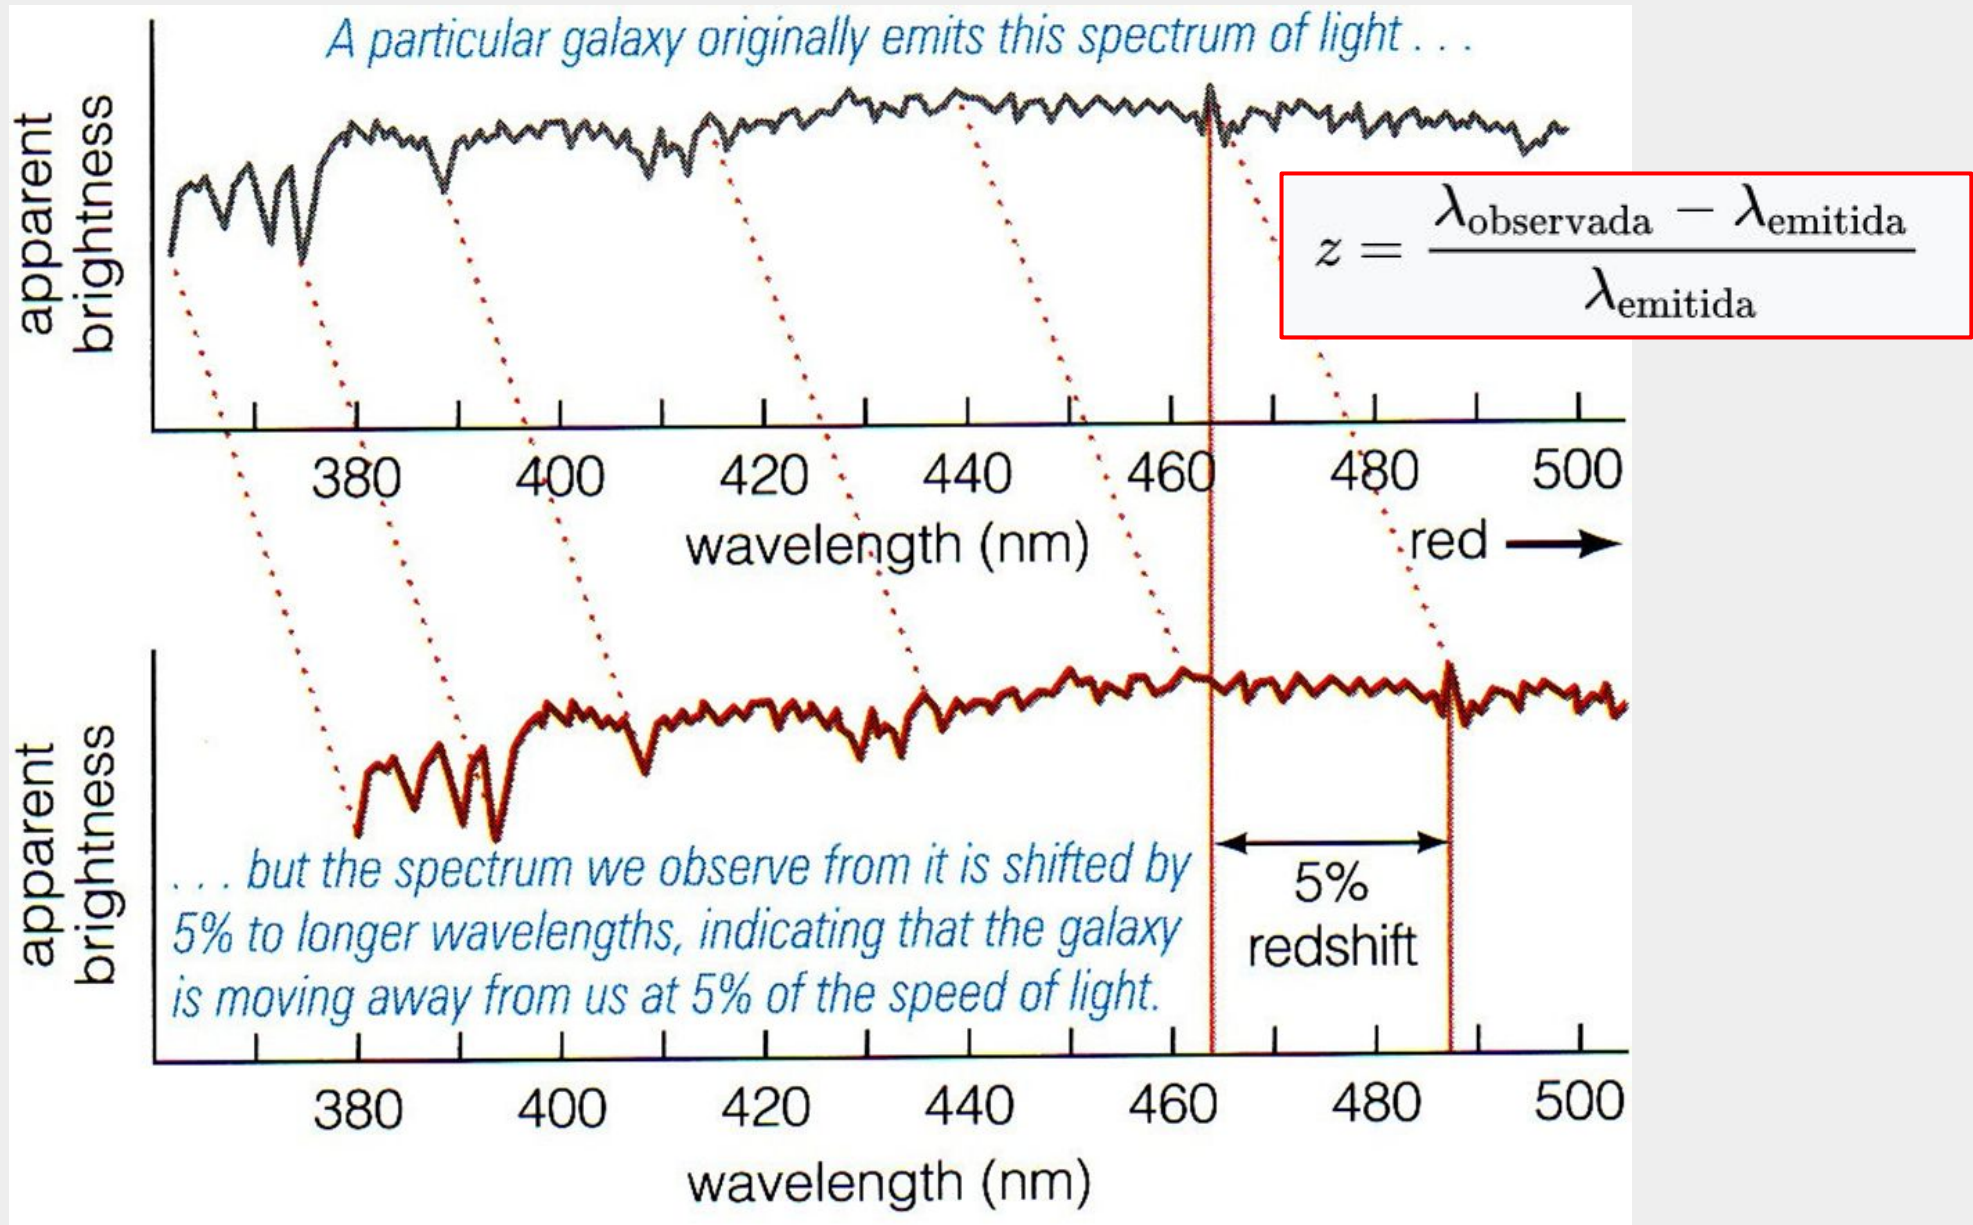 A particular galaxy originally emits this spectrum of light . . .
apparent
brightness
z = (λobservada − λemitida) / λemitida
380 400 420 440 460 480 500
wavelength (nm)
red
apparent
brightness
5%
redshift
. . . but the spectrum we observe from it is shifted by
5% to longer wavelengths, indicating that the galaxy
is moving away from us at 5% of the speed of light.
380 400 420 440 460 480 500
wavelength (nm)